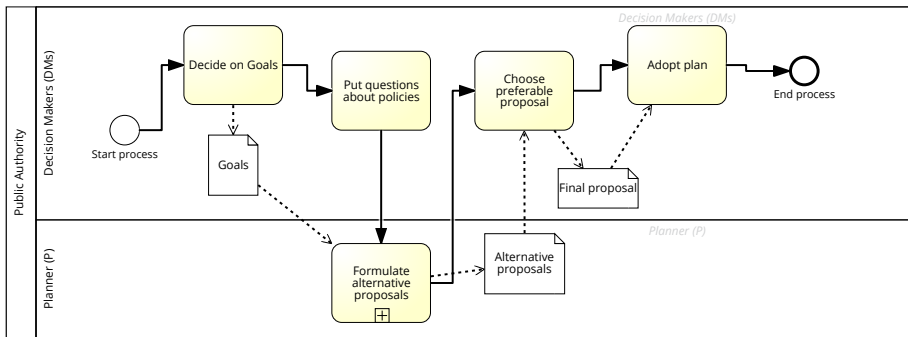 Public Authority
Decision Makers (DMs)
Decision Makers (DMs)
Decide on Goals
Put questions
about policies
Choose
preferable
proposal
Adopt plan
End process
Start process
Goals
Final proposal
Planner (P)
Planner (P)
Formulate
alternative
proposals
Alternative
proposals